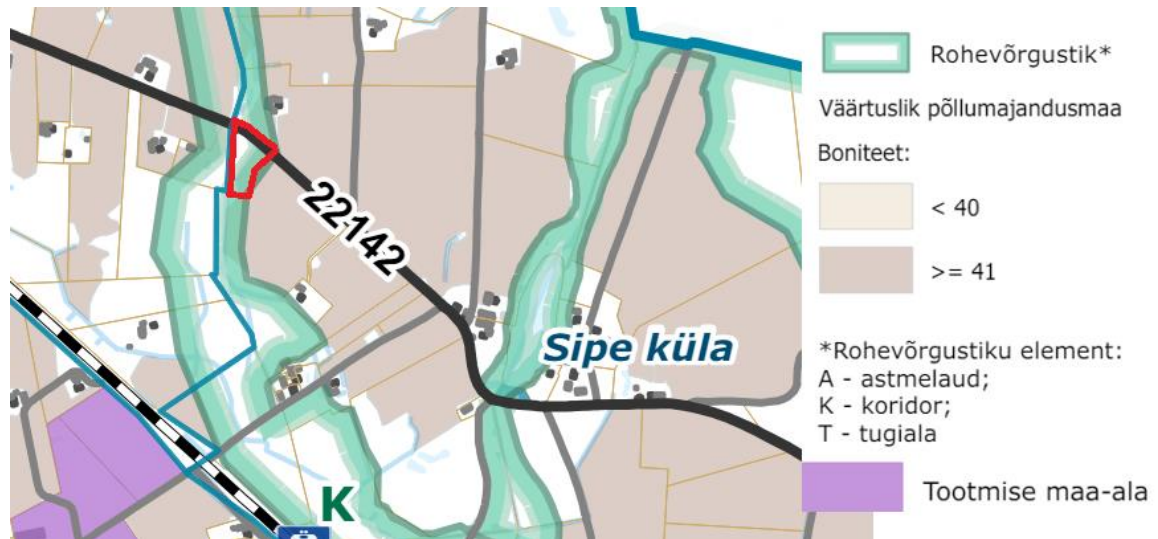 22142
Sipe küla
K
Rohevõrgustik*
Väärtuslik põllumajandusmaa
Boniteet:
< 40
>= 41
*Rohevõrgustiku element:
A - astmelaud;
K - koridor;
T - tugiala
Tootmise maa-ala